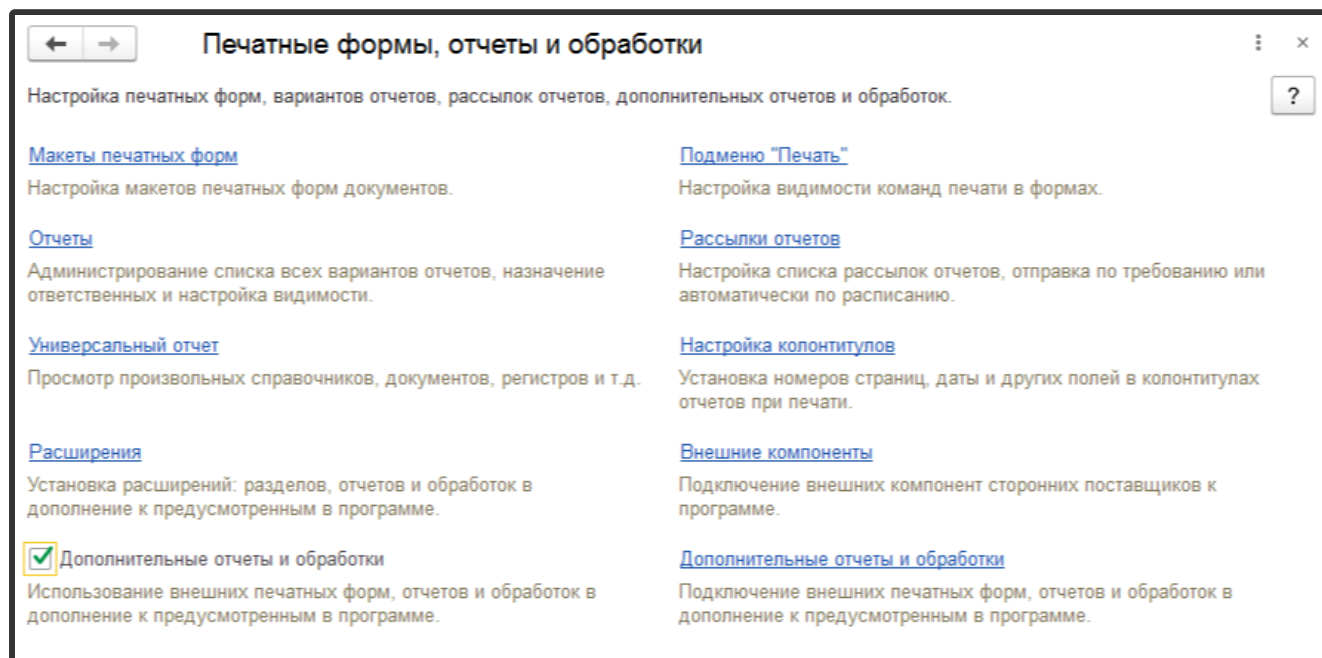 Печатные формы, отчеты и обработки
Настройка печатных форм, вариантов отчетов, рассылок отчетов, дополнительных отчетов и обработок.
?
Макеты печатных форм
Настройка макетов печатных форм документов.
Подменю "Печать"
Настройка видимости команд печати в формах.
Отчеты
Администрирование списка всех вариантов отчетов, назначение
ответственных и настройка видимости.
Рассылки отчетов
Настройка списка рассылок отчетов, отправка по требованию или
автоматически по расписанию.
Универсальный отчет
Просмотр произвольных справочников, документов, регистров и т.д.
Настройка колонтитулов
Установка номеров страниц, даты и других полей в колонтитулах
отчетов при печати.
Расширения
Установка расширений: разделов, отчетов и обработок в
дополнение к предусмотренным в программе.
Внешние компоненты
Подключение внешних компонент сторонних поставщиков к
программе.
Дополнительные отчеты и обработки
Использование внешних печатных форм, отчетов и обработок в
дополнение к предусмотренным в программе.
Дополнительные отчеты и обработки
Подключение внешних печатных форм, отчетов и обработок в
дополнение к предусмотренным в программе.